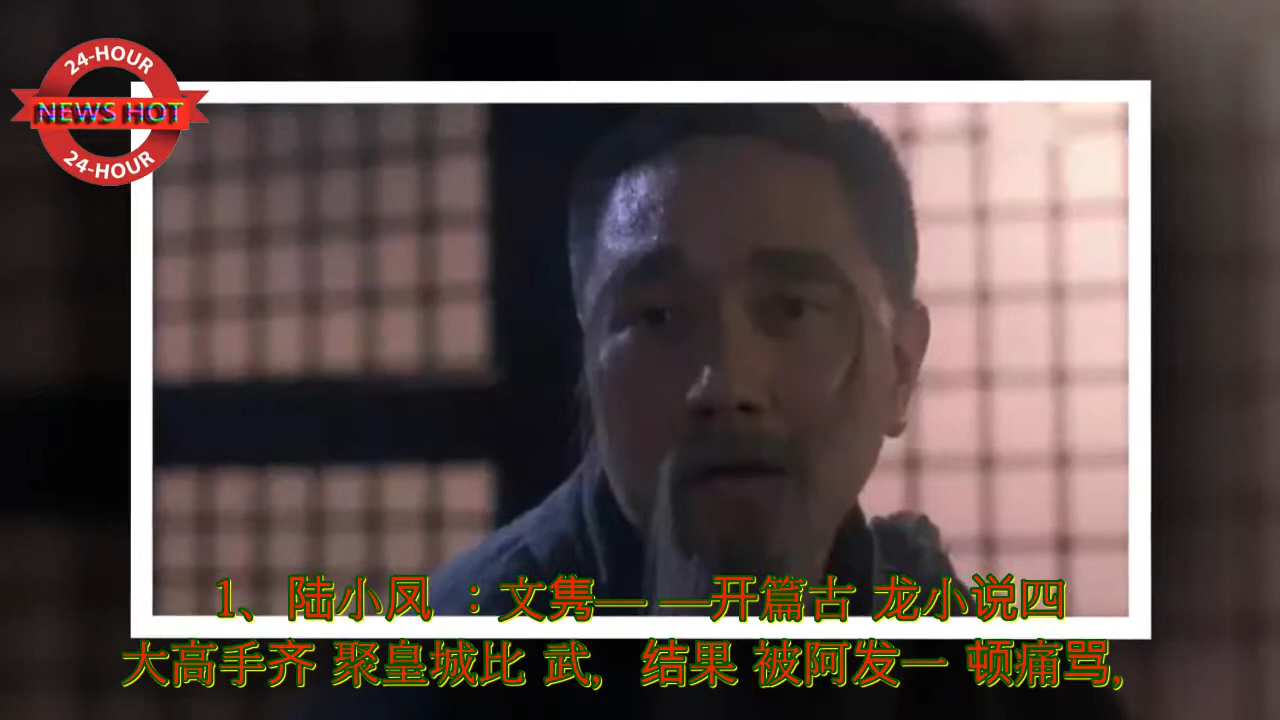 24-HOUR
NEWS HOT
24-HOUR
1、陆小凤 ：文隽— —开篇古 龙小说四
大高手齐 聚皇城比 武， 结果 被阿发一 顿痛骂，